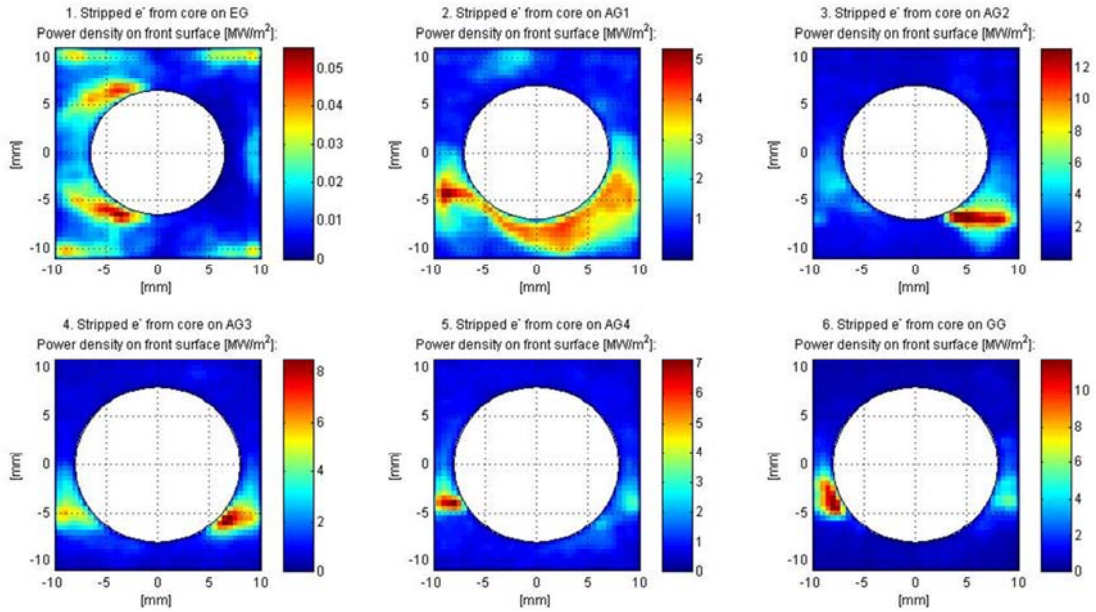 1. Stripped e⁻ from core on EG
Power density on front surface [MW/m²]:
10
5
0
-5
-10
[mm]
-10 -5 0 5 10
[mm]
0.05
0.04
0.03
0.02
0.01
0
2. Stripped e⁻ from core on AG1
Power density on front surface [MW/m²]:
10
5
0
-5
-10
[mm]
-10 -5 0 5 10
[mm]
5
4
3
2
1
3. Stripped e⁻ from core on AG2
Power density on front surface [MW/m²]:
10
5
0
-5
-10
[mm]
-10 -5 0 5 10
[mm]
12
10
8
6
4
2
4. Stripped e⁻ from core on AG3
Power density on front surface [MW/m²]:
10
5
0
-5
-10
[mm]
-10 -5 0 5 10
[mm]
8
6
4
2
0
5. Stripped e⁻ from core on AG4
Power density on front surface [MW/m²]:
10
5
0
-5
-10
[mm]
-10 -5 0 5 10
[mm]
7
6
5
4
3
2
1
0
6. Stripped e⁻ from core on GG
Power density on front surface [MW/m²]:
10
5
0
-5
-10
[mm]
-10 -5 0 5 10
[mm]
10
8
6
4
2
0